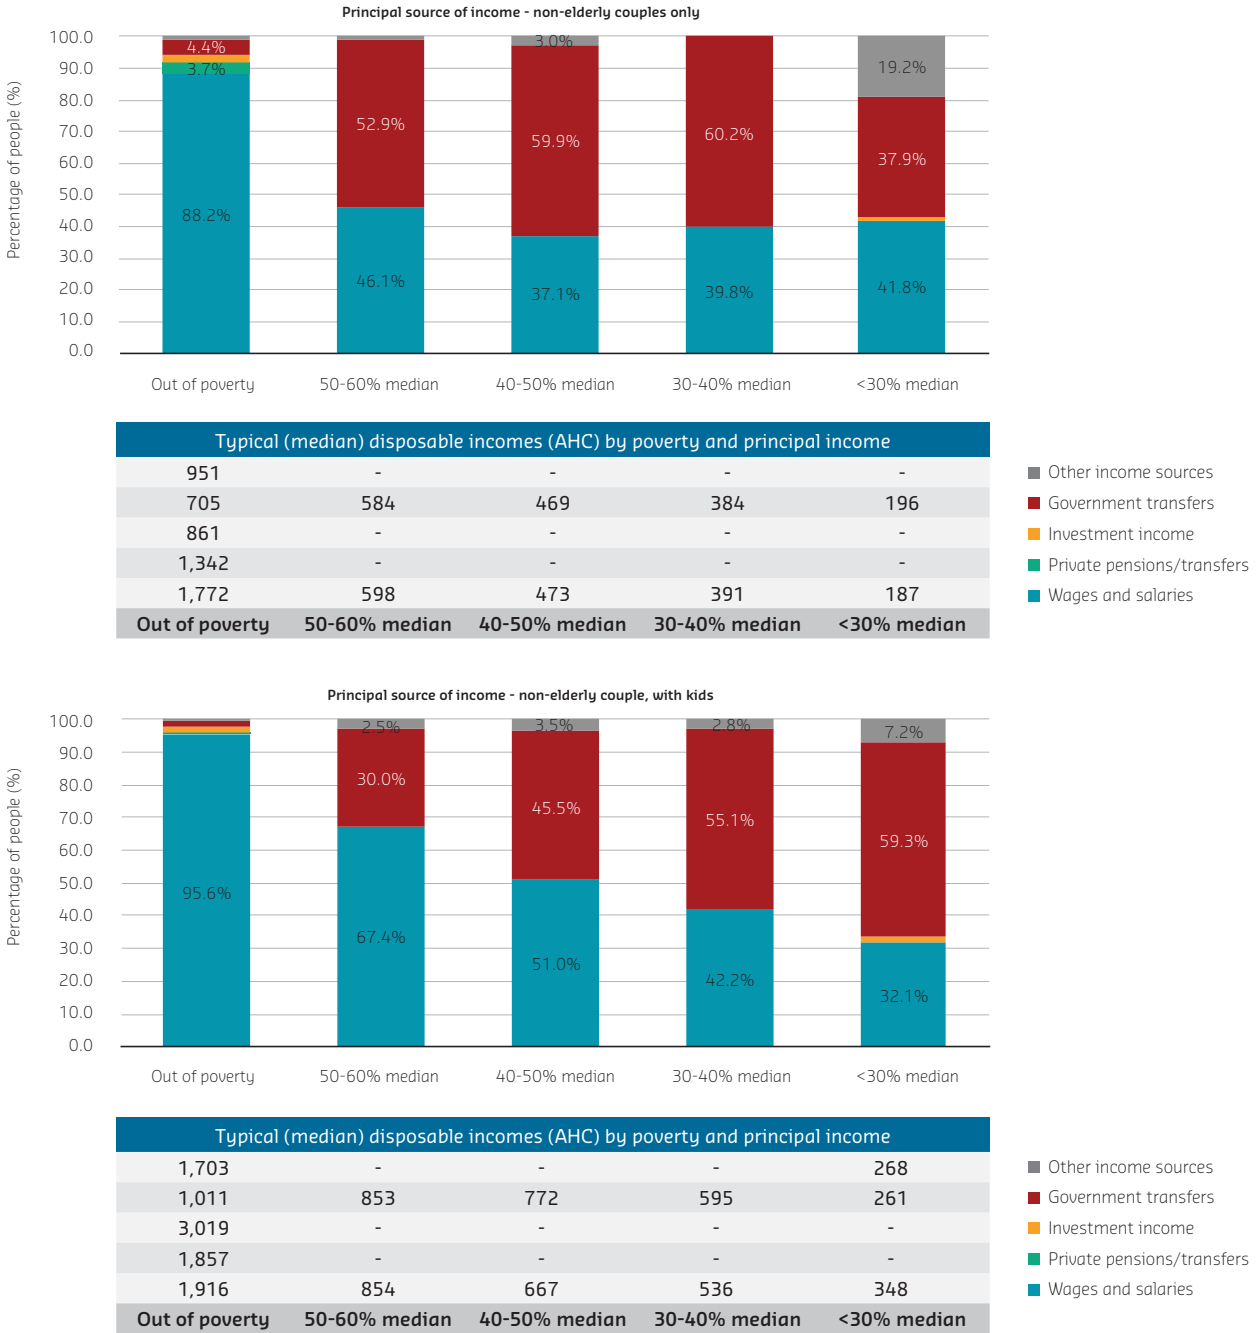 Principal source of income - non-elderly couples only
Percentage of people (%)
100.0
90.0
80.0
70.0
60.0
50.0
40.0
30.0
20.0
10.0
0.0
4.4%
3.7%
88.2%
52.9%
46.1%
3.0%
59.9%
37.1%
60.2%
39.8%
19.2%
37.9%
41.8%
Out of poverty 50-60% median 40-50% median 30-40% median <30% median
Typical (median) disposable incomes (AHC) by poverty and principal income
951 - - - -
705 584 469 384 196
861 - - - -
1,342 - - - -
1,772 598 473 391 187
Out of poverty 50-60% median 40-50% median 30-40% median <30% median
Other income sources
Government transfers
Investment income
Private pensions/transfers
Wages and salaries
Principal source of income - non-elderly couple, with kids
Percentage of people (%)
100.0
90.0
80.0
70.0
60.0
50.0
40.0
30.0
20.0
10.0
0.0
95.6%
2.5%
30.0%
67.4%
3.5%
45.5%
51.0%
2.8%
55.1%
42.2%
7.2%
59.3%
32.1%
Out of poverty 50-60% median 40-50% median 30-40% median <30% median
Typical (median) disposable incomes (AHC) by poverty and principal income
1,703 - - - 268
1,011 853 772 595 261
3,019 - - - -
1,857 - - - -
1,916 854 667 536 348
Out of poverty 50-60% median 40-50% median 30-40% median <30% median
Other income sources
Government transfers
Investment income
Private pensions/transfers
Wages and salaries